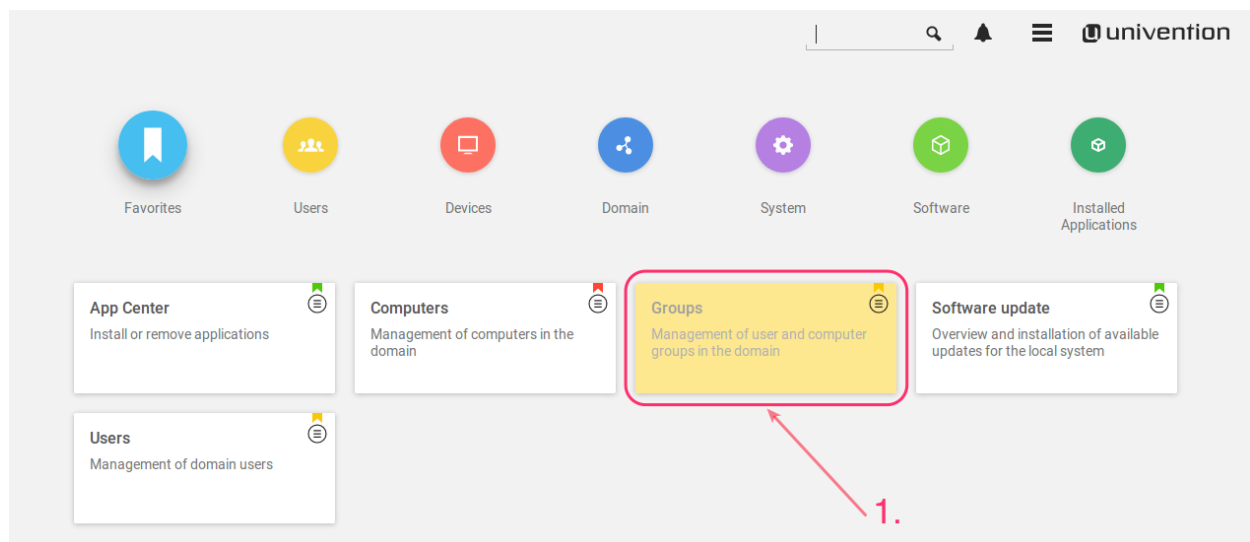 univention
Favorites
Users
Devices
Domain
System
Software
Installed
Applications
App Center
Install or remove applications
Computers
Management of computers in the
domain
Groups
Management of user and computer
groups in the domain
Software update
Overview and installation of available
updates for the local system
Users
Management of domain users
1.